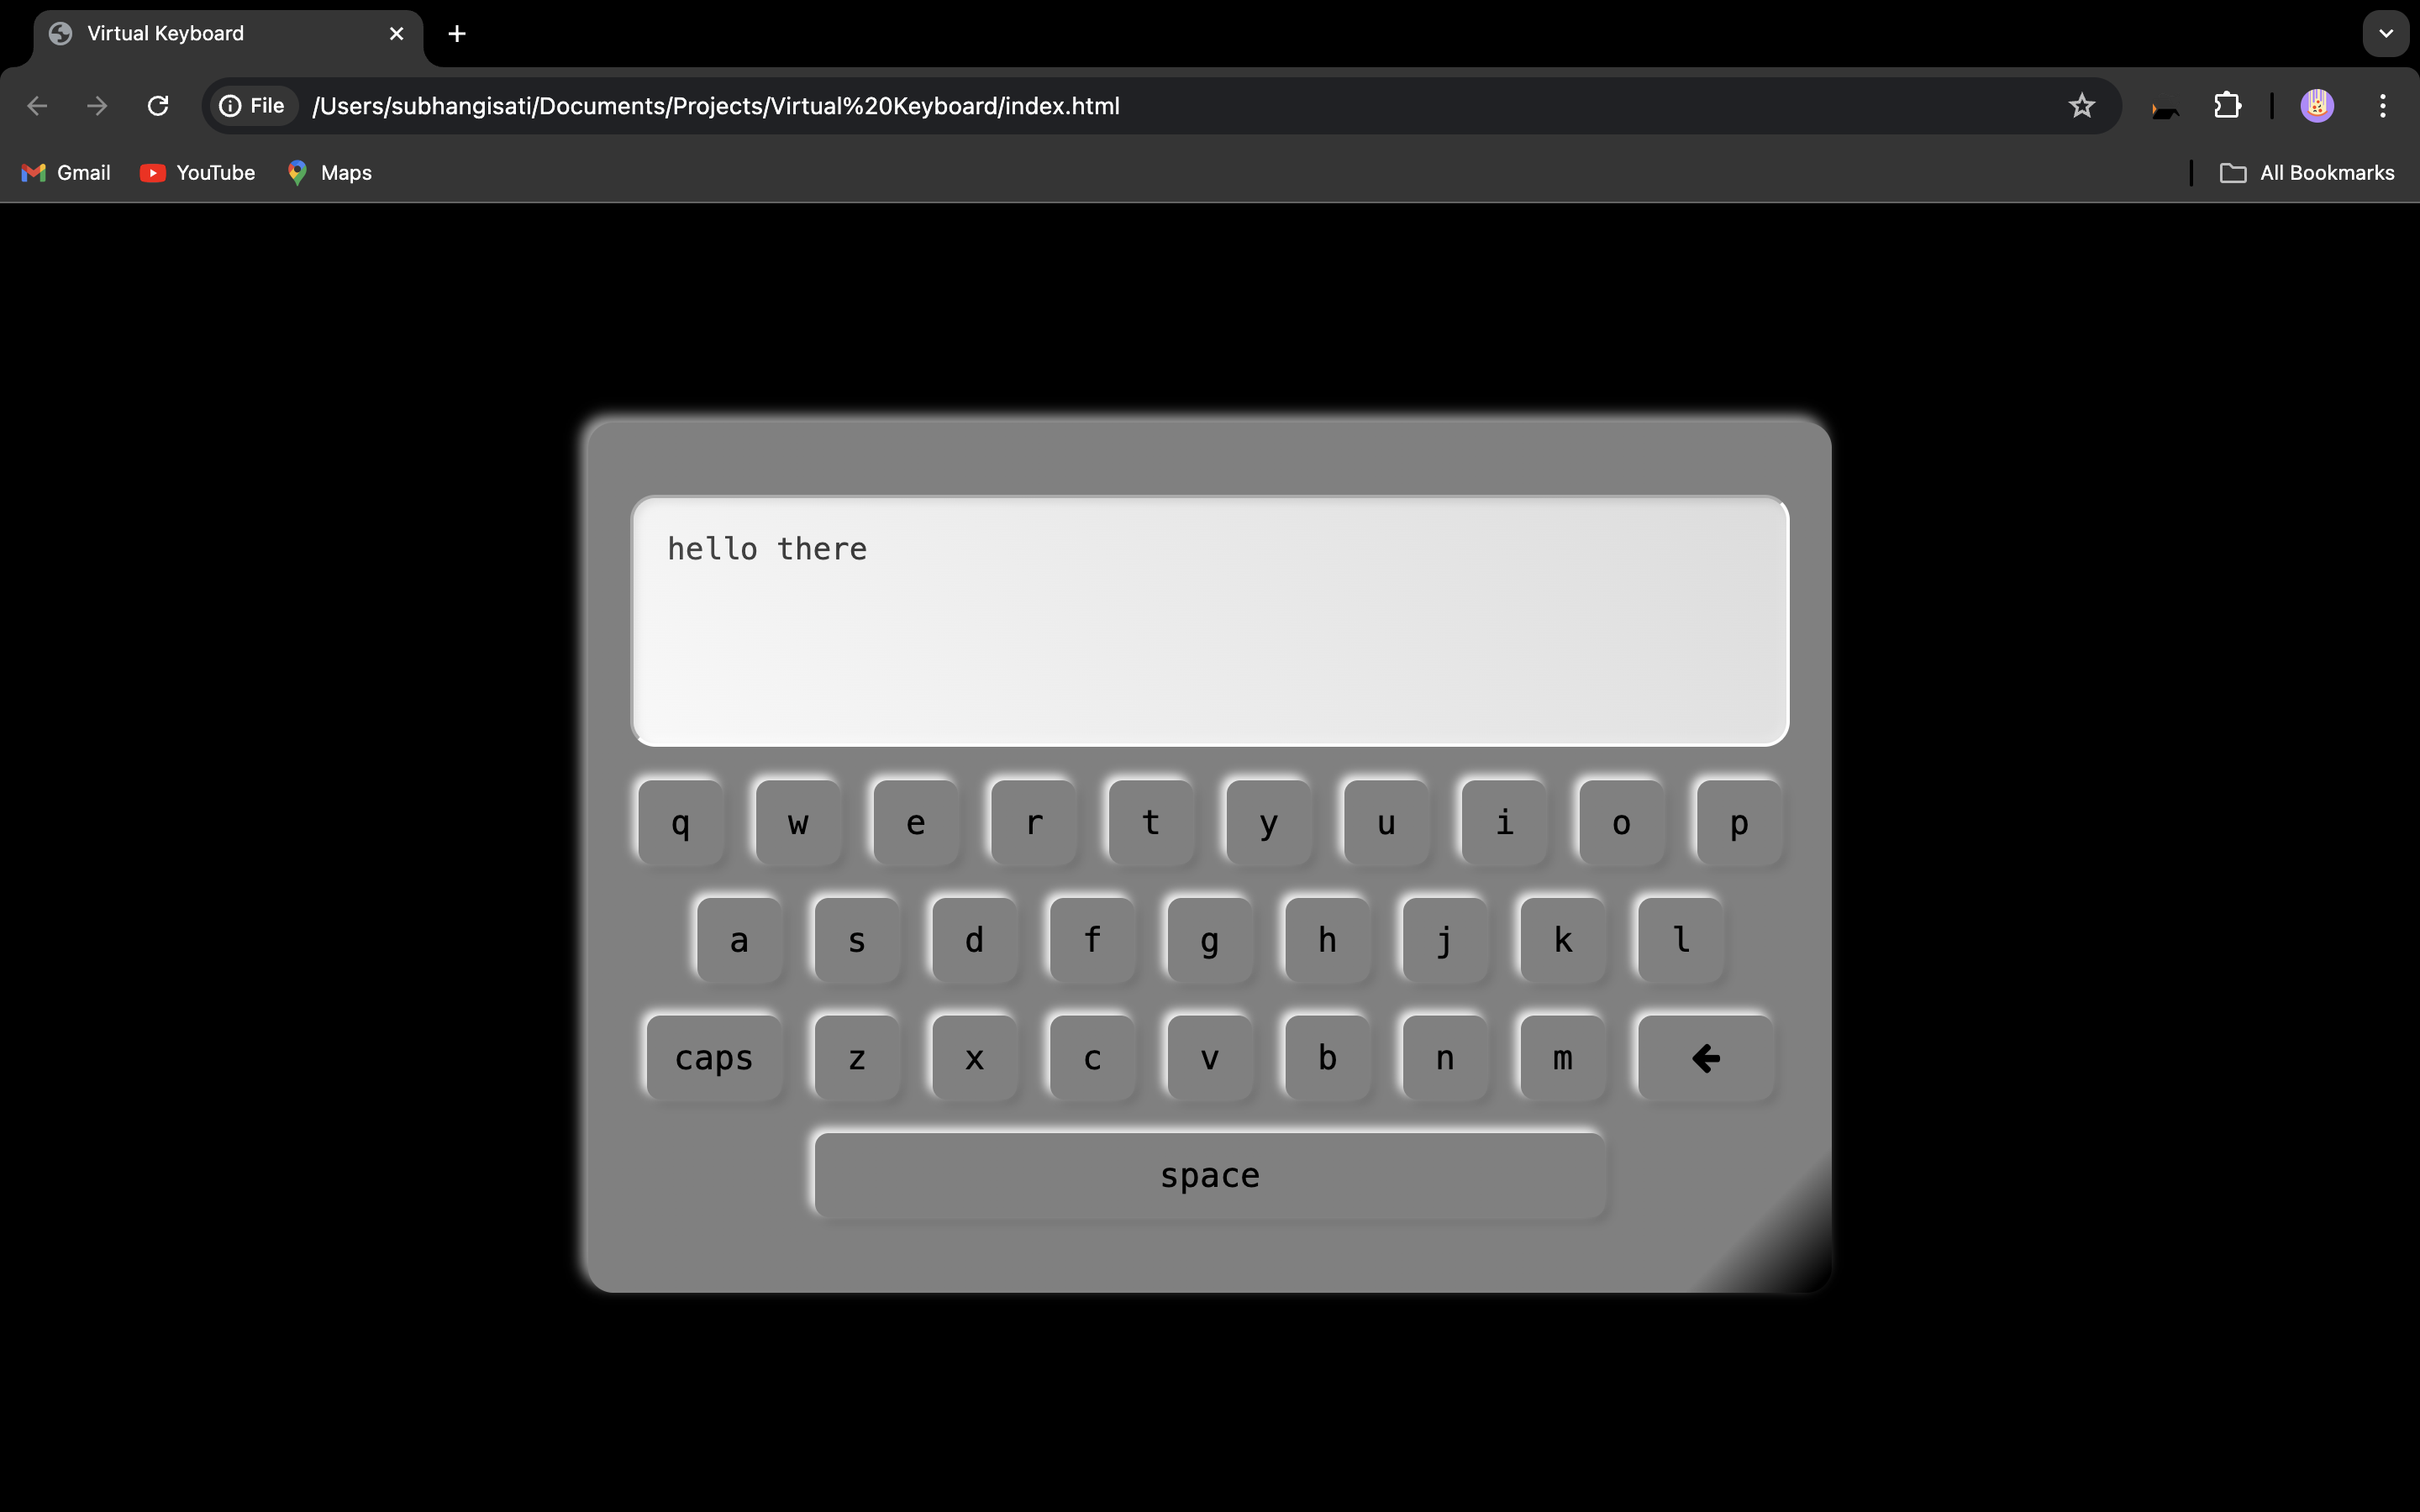 Virtual Keyboard
File /Users/subhangisati/Documents/Projects/Virtual%20Keyboard/index.html
Gmail YouTube Maps All Bookmarks
hello there
q w e r t y u i o p
a s d f g h j k l
caps z x c v b n m
space